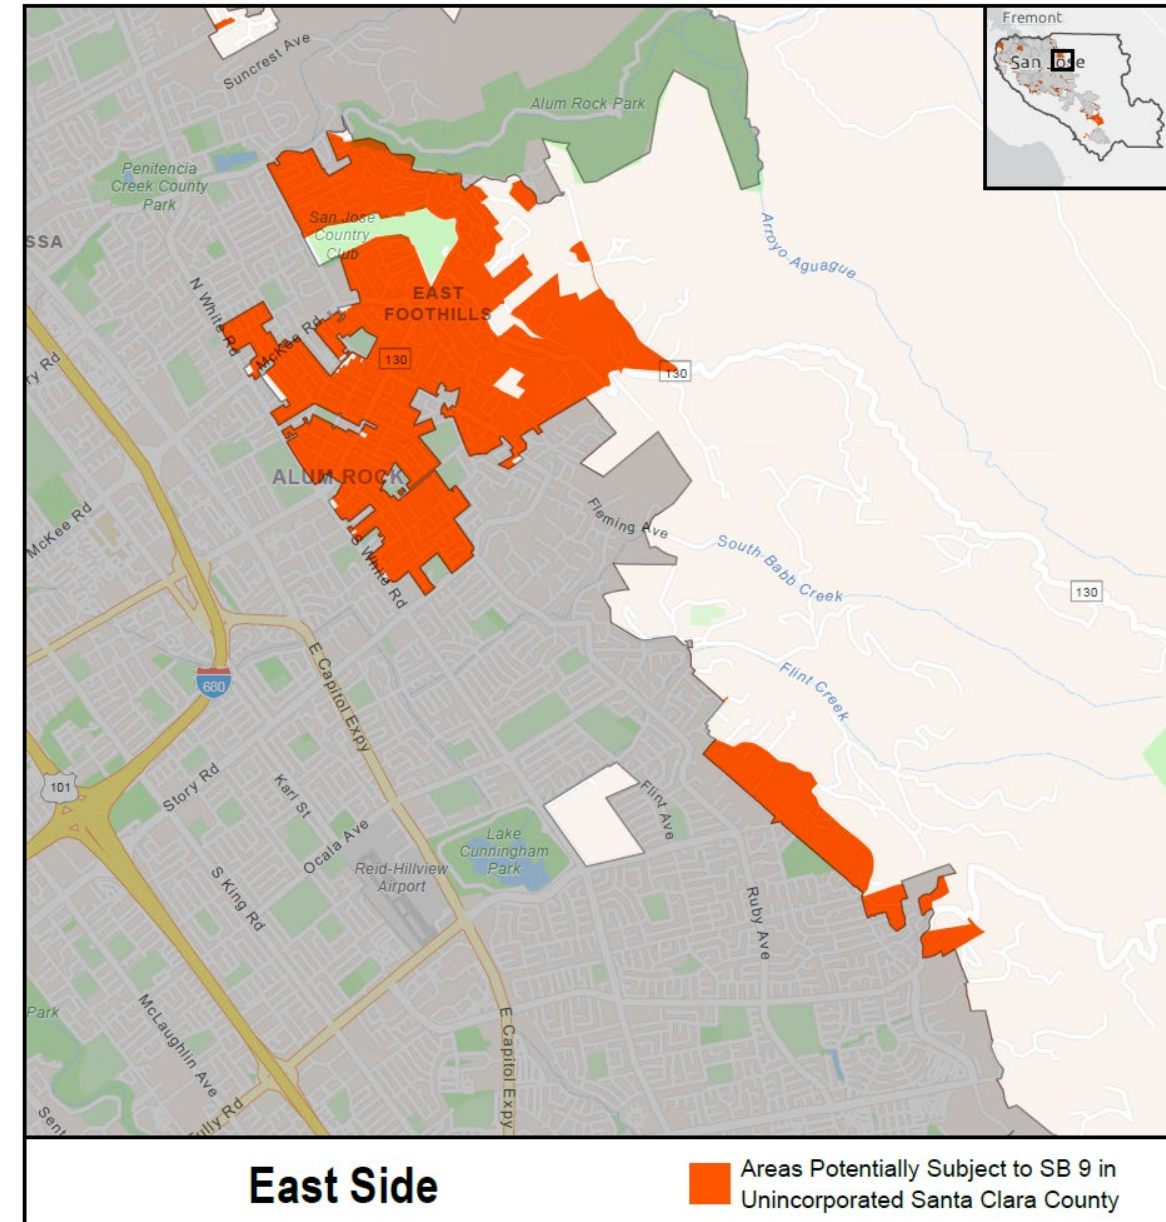 Fremont
San Jose
Suncrest Ave
Alum Rock Park
Penitencia
Creek County
Park
SSA
San Jose
Country
Club
Arroyo Aguague
N White Rd
EAST
FOOTHILLS
McKee Rd
130
130
ry Rd
ALUM ROCK
McKee Rd
Fleming Ave
S White Rd
South Babb Creek
130
E Capitol Expy
Flint Creek
680
101
Story Rd
Karl St
Flint Ave
Ocala Ave
Lake
Cunningham
Park
Reid-Hillview
Airport
S King Rd
Ruby Ave
Park
McLaughlin Ave
E Capitol Expy
Sent
ully Rd
East Side
Areas Potentially Subject to SB 9 in
Unincorporated Santa Clara County